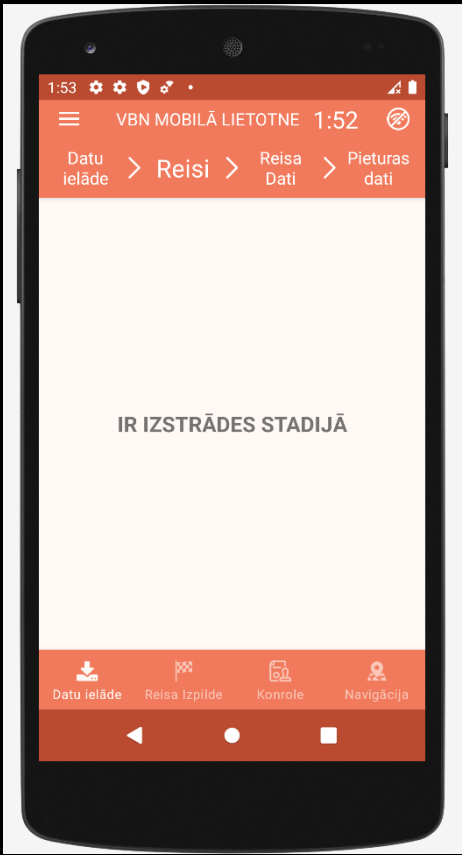 1:53
VBN MOBILĀ LIETOTNE 1:52
Datu
ielāde
Reisi
Reisa
Dati
Pieturas
dati
IR IZSTRĀDES STADIJĀ
Datu ielāde
Reisa Izpilde
Konrole
Navigācija